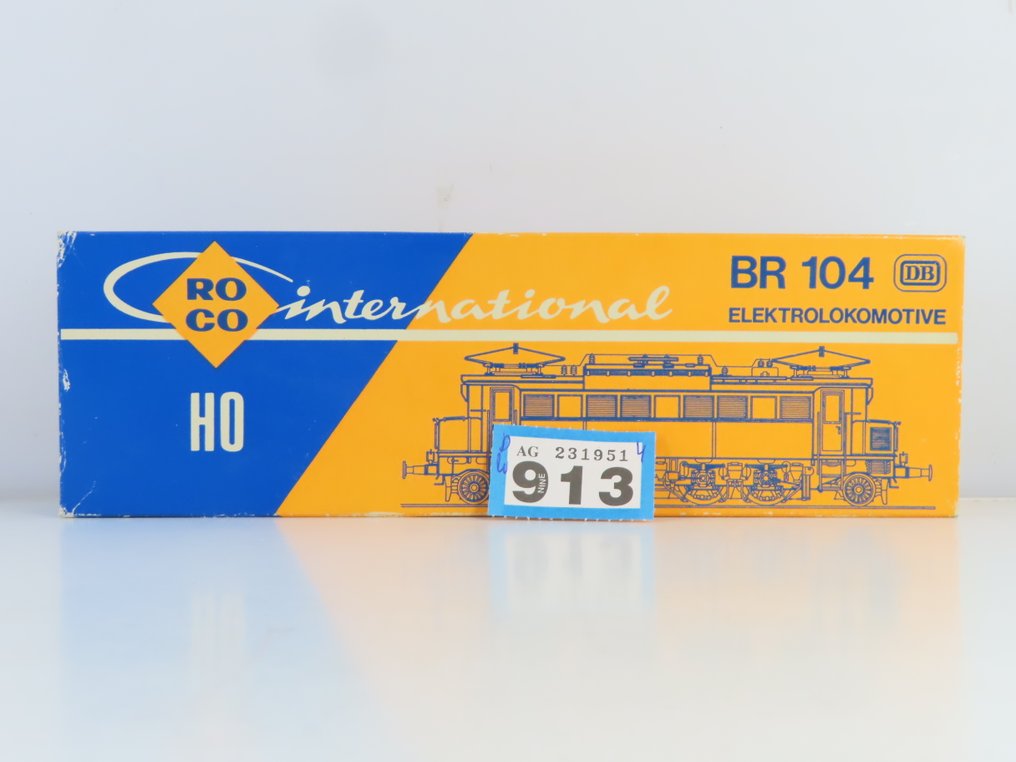 RO
CO
international
BR 104
DB
ELEKTROLOKOMOTIVE
HO
AG 231951
913
NINE